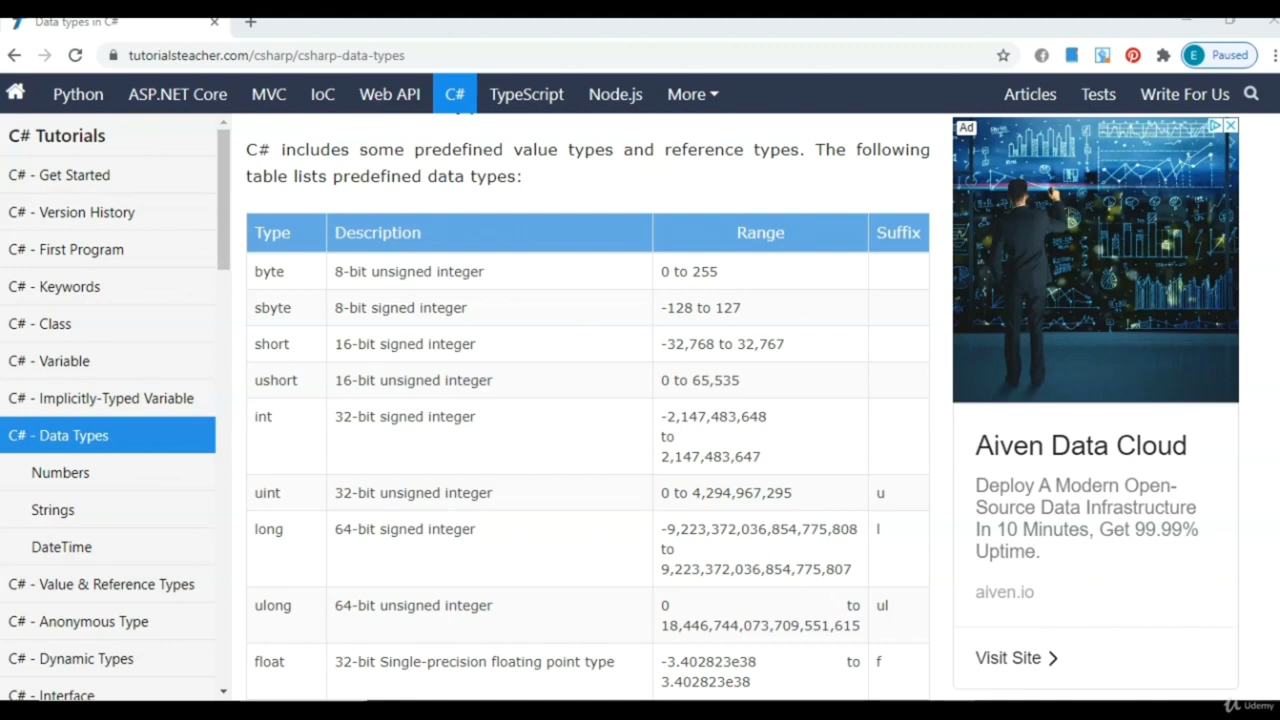 Data types in C#
tutorialsteacher.com/csharp/csharp-data-types
E Paused
Python ASP.NET Core MVC IoC Web API C# TypeScript Node.js More Articles Tests Write For Us
C# Tutorials
C# - Get Started
C# - Version History
C# - First Program
C# - Keywords
C# - Class
C# - Variable
C# - Implicitly-Typed Variable
C# - Data Types
Numbers
Strings
DateTime
C# - Value & Reference Types
C# - Anonymous Type
C# - Dynamic Types
C# - Interface
C# includes some predefined value types and reference types. The following
table lists predefined data types:
Type Description Range Suffix
byte 8-bit unsigned integer 0 to 255
sbyte 8-bit signed integer -128 to 127
short 16-bit signed integer -32,768 to 32,767
ushort 16-bit unsigned integer 0 to 65,535
int 32-bit signed integer -2,147,483,648
to
2,147,483,647
uint 32-bit unsigned integer 0 to 4,294,967,295 u
long 64-bit signed integer -9,223,372,036,854,775,808 l
to
9,223,372,036,854,775,807
ulong 64-bit unsigned integer 0 to ul
18,446,744,073,709,551,615
float 32-bit Single-precision floating point type -3.402823e38 to f
3.402823e38
Ad
Aiven Data Cloud
Deploy A Modern Open-
Source Data Infrastructure
In 10 Minutes, Get 99.99%
Uptime.
aiven.io
Visit Site
Udemy